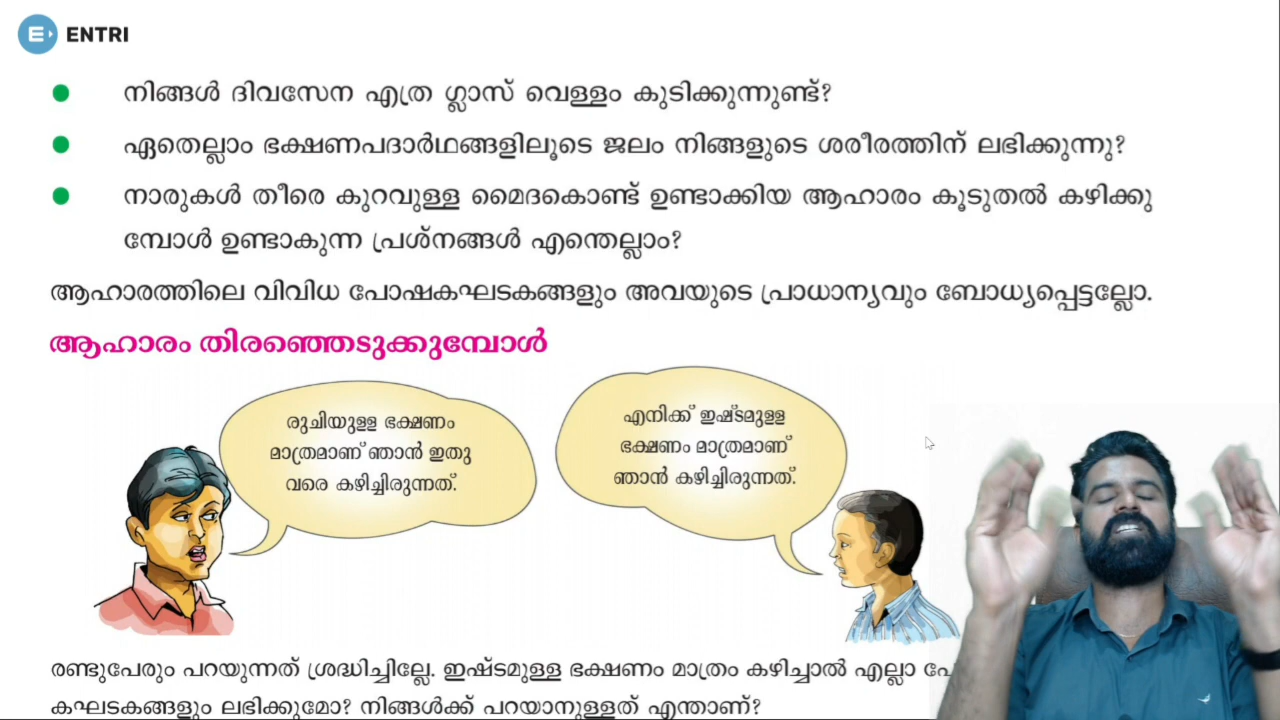 ENTRI
നിങ്ങൾ ദിവസേന എത്ര ഗ്ലാസ് വെള്ളം കുടിക്കുന്നുണ്ട്?
ഏതെല്ലാം ഭക്ഷണപദാർഥങ്ങളിലൂടെ ജലം നിങ്ങളുടെ ശരീരത്തിന് ലഭിക്കുന്നു?
നാരുകൾ തീരെ കുറവുള്ള മൈദകൊണ്ട് ഉണ്ടാക്കിയ ആഹാരം കൂടുതൽ കഴിക്കു
മ്പോൾ ഉണ്ടാകുന്ന പ്രശ്നങ്ങൾ എന്തെല്ലാം?
ആഹാരത്തിലെ വിവിധ പോഷകഘടകങ്ങളും അവയുടെ പ്രാധാന്യവും ബോധ്യപ്പെട്ടല്ലോ.
ആഹാരം തിരഞ്ഞെടുക്കുമ്പോൾ
രുചിയുള്ള ഭക്ഷണം
മാത്രമാണ് ഞാൻ ഇതു
വരെ കഴിച്ചിരുന്നത്.
എനിക്ക് ഇഷ്ടമുള്ള
ഭക്ഷണം മാത്രമാണ്
ഞാൻ കഴിച്ചിരുന്നത്.
രണ്ടുപേരും പറയുന്നത് ശ്രദ്ധിച്ചില്ലേ. ഇഷ്ടമുള്ള ഭക്ഷണം മാത്രം കഴിച്ചാൽ എല്ലാ
കഘടകങ്ങളും ലഭിക്കുമോ? നിങ്ങൾക്ക് പറയാനുള്ളത് എന്താണ്?